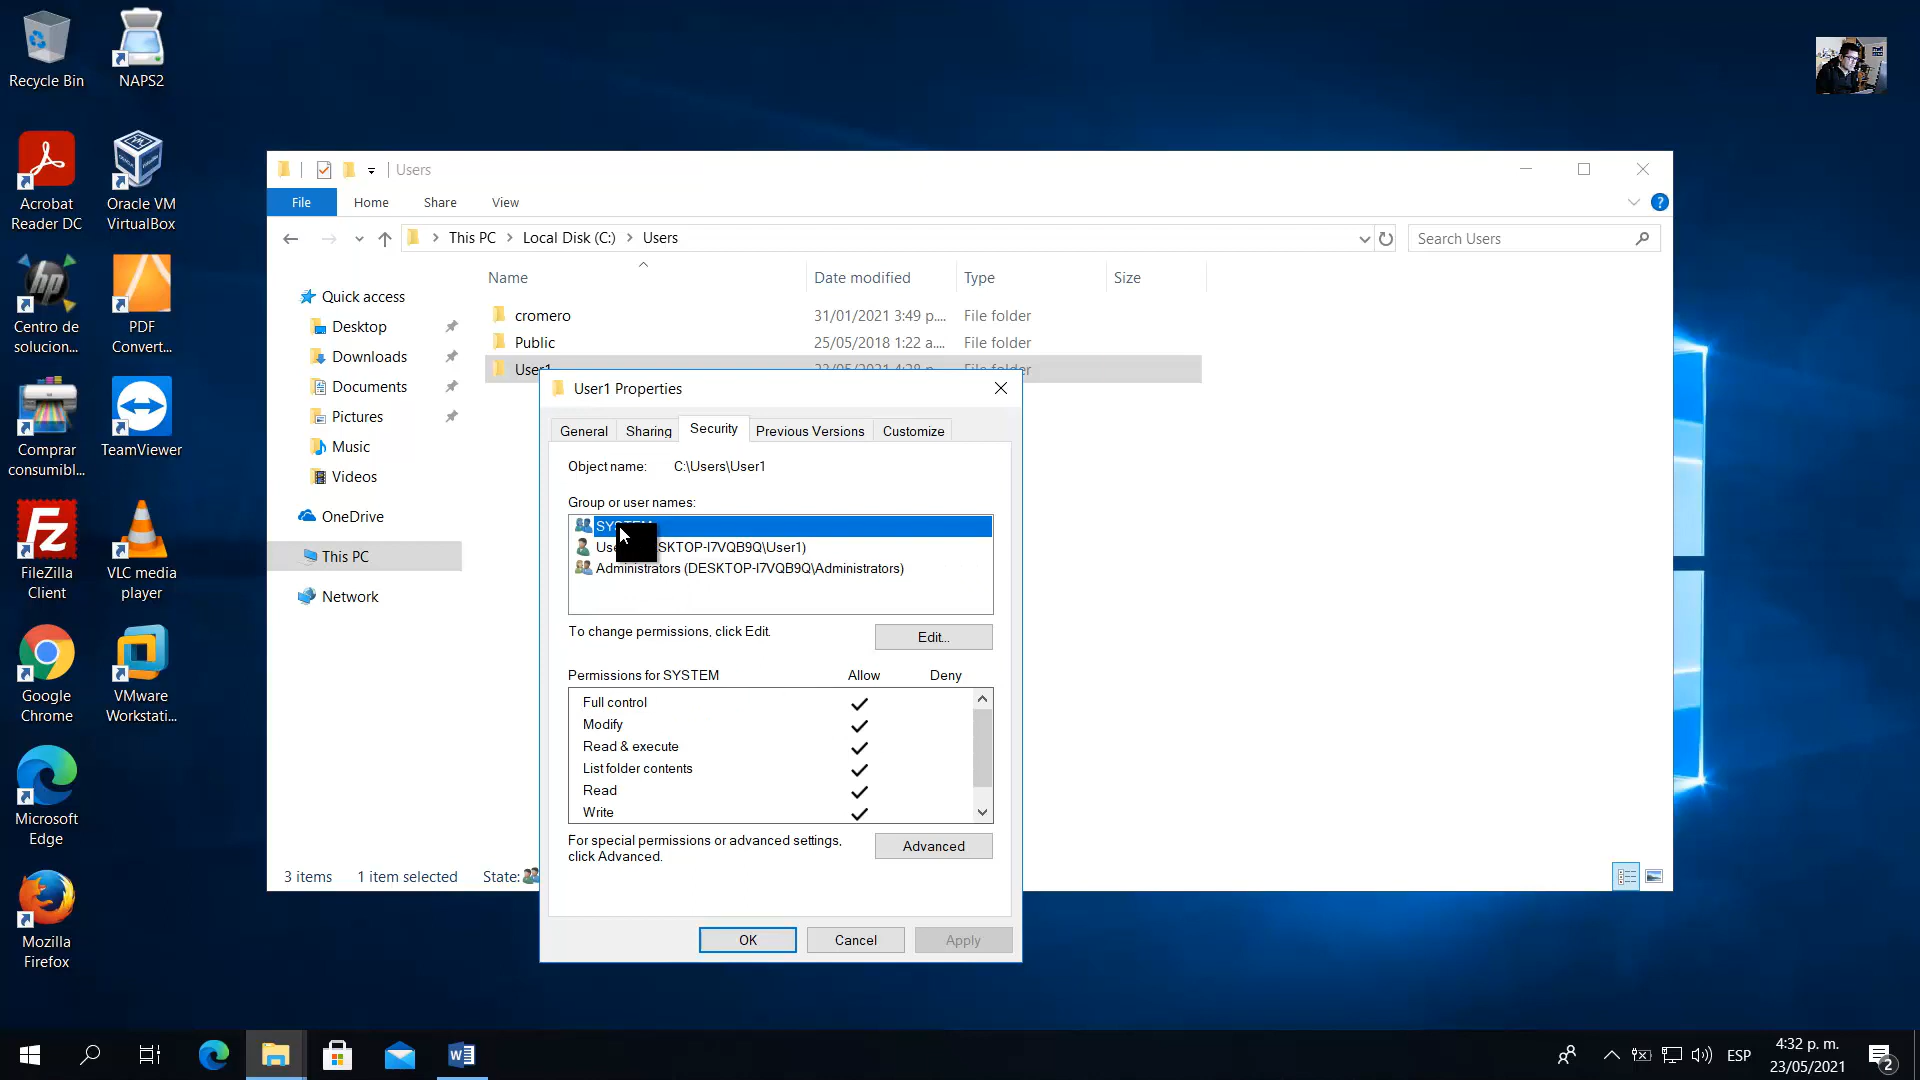 Recycle Bin
NAPS2
Acrobat
Reader DC
Oracle VM
VirtualBox
Centro de
solucion...
PDF
Convert...
Comprar
consumibl...
TeamViewer
FileZilla
Client
VLC media
player
Google
Chrome
VMware
Workstati...
Microsoft
Edge
Mozilla
Firefox
Users
File
Home
Share
View
This PC
Local Disk (C:)
Users
Search Users
Name
Date modified
Type
Size
Quick access
Desktop
Downloads
Documents
Pictures
Music
Videos
OneDrive
This PC
Network
cromero 31/01/2021 3:49 p.... File folder
Public 25/05/2018 1:22 a.... File folder
User1
User1 Properties
General
Sharing
Security
Previous Versions
Customize
Object name: C:\Users\User1
Group or user names:
SYSTEM
KTOP-I7VQB9Q\User1)
Administrators (DESKTOP-I7VQB9Q\Administrators)
To change permissions, click Edit.
Edit...
Permissions for SYSTEM Allow Deny
Full control
Modify
Read & execute
List folder contents
Read
Write
For special permissions or advanced settings,
click Advanced.
Advanced
OK
Cancel
Apply
3 items
1 item selected
State:
ESP
4:32 p. m.
23/05/2021
2